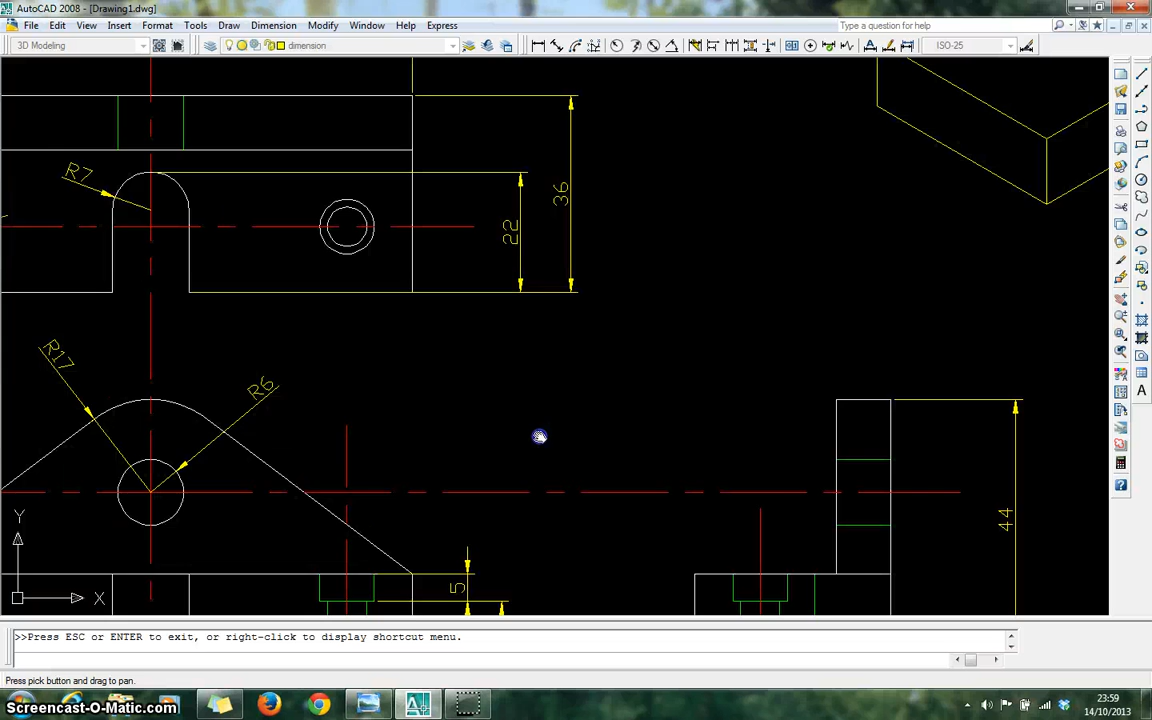 AutoCAD 2008 - [Drawing1.dwg]
File Edit View Insert Format Tools Draw Dimension Modify Window Help Express
Type a question for help
3D Modeling
dimension
ISO-25
R7
22
36
R17
R6
44
5
Y
X
>>Press ESC or ENTER to exit, or right-click to display shortcut menu.
Press pick button and drag to pan.
Screencast-O-Matic.com
23:59
14/10/2013